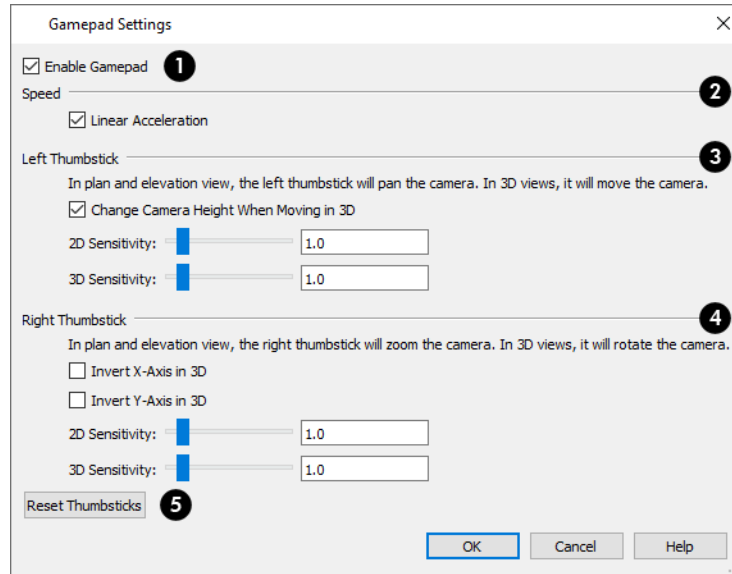 Gamepad Settings
Enable Gamepad 1
Speed 2
Linear Acceleration
Left Thumbstick 3
In plan and elevation view, the left thumbstick will pan the camera. In 3D views, it will move the camera.
Change Camera Height When Moving in 3D
2D Sensitivity: 1.0
3D Sensitivity: 1.0
Right Thumbstick 4
In plan and elevation view, the right thumbstick will zoom the camera. In 3D views, it will rotate the camera.
Invert X-Axis in 3D
Invert Y-Axis in 3D
2D Sensitivity: 1.0
3D Sensitivity: 1.0
Reset Thumbsticks 5
OK Cancel Help